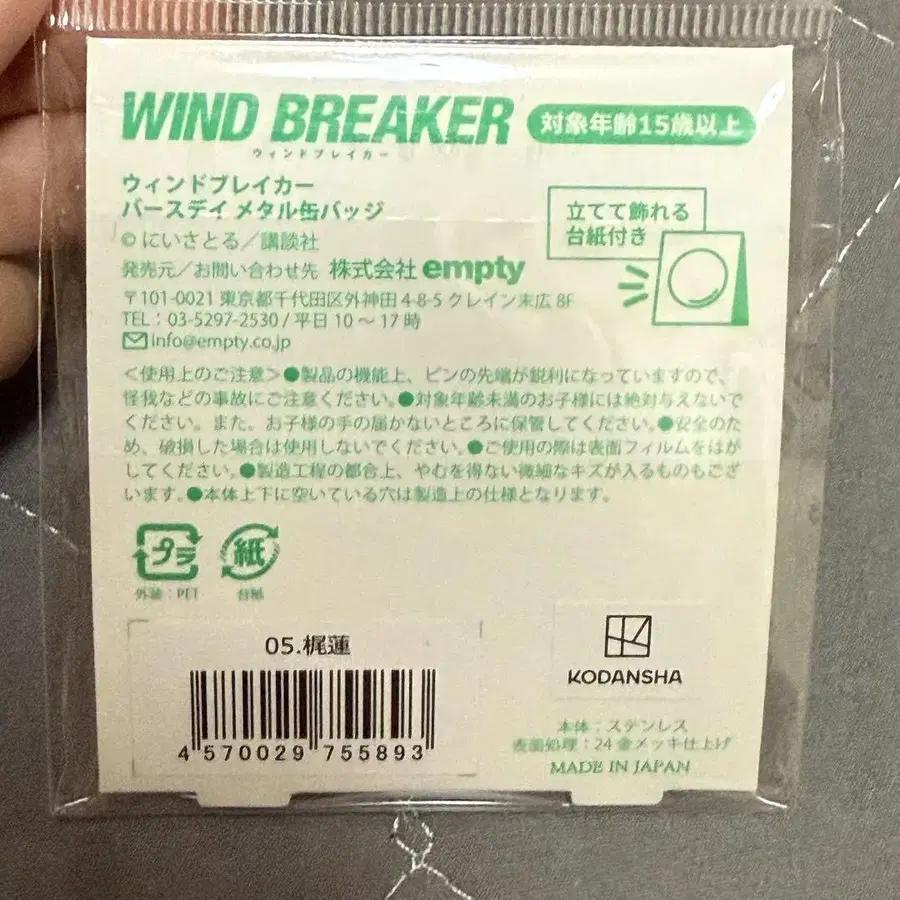 WIND BREAKER 対象年齢15歳以上
ウィンドブレイカー
ウィンドブレイカー
バースデイ メタル缶バッジ
©にいさとる／講談社
立てて飾れる
台紙付き
発売元／お問い合わせ先 株式会社 empty
〒101-0021 東京都千代田区外神田 4-8-5 クレイン末広 8F
TEL：03-5297-2530 / 平日 10 〜 17 時
info@empty.co.jp
＜使用上のご注意＞●製品の機能上、ピンの先端が鋭利になっていますので、
怪我などの事故にご注意ください。●対象年齢未満のお子様には絶対与えないで
ください。また、お子様の手の届かないところに保管してください。●安全のた
め、破損した場合は使用しないでください。●ご使用の際は表面フィルムをはが
してください。●製造工程の都合上、やむを得ない微細なキズが入るものもござ
います。●本体上下に空いている穴は製造上の仕様となります。
プラ 紙
外装：PET 台紙
05.梶蓮
4 570029 755893
KODANSHA
本体：ステンレス
表面処理：24 金メッキ仕上げ
MADE IN JAPAN